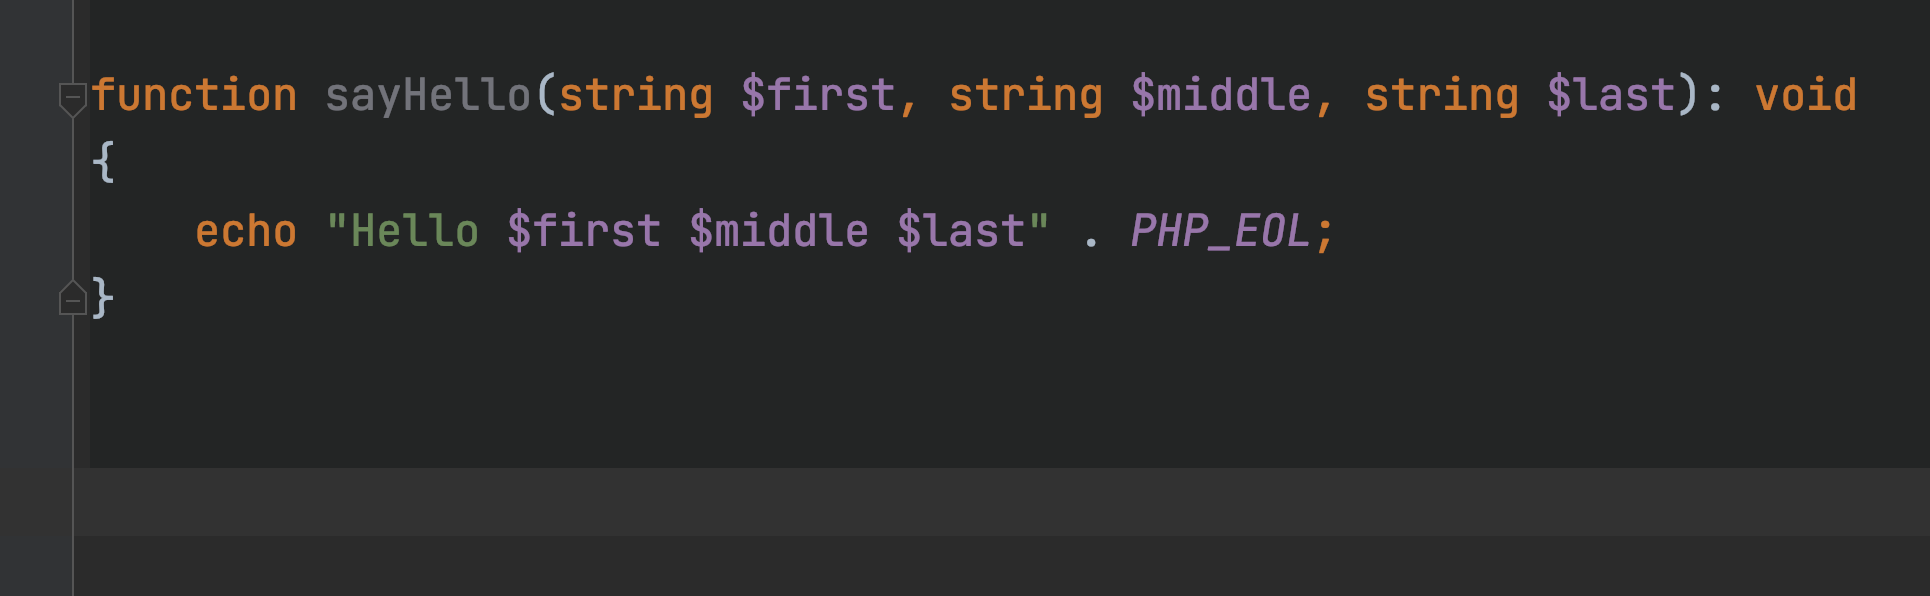 function sayHello(string $first, string $middle, string $last): void
{
    echo "Hello $first $middle $last" . PHP_EOL;
}